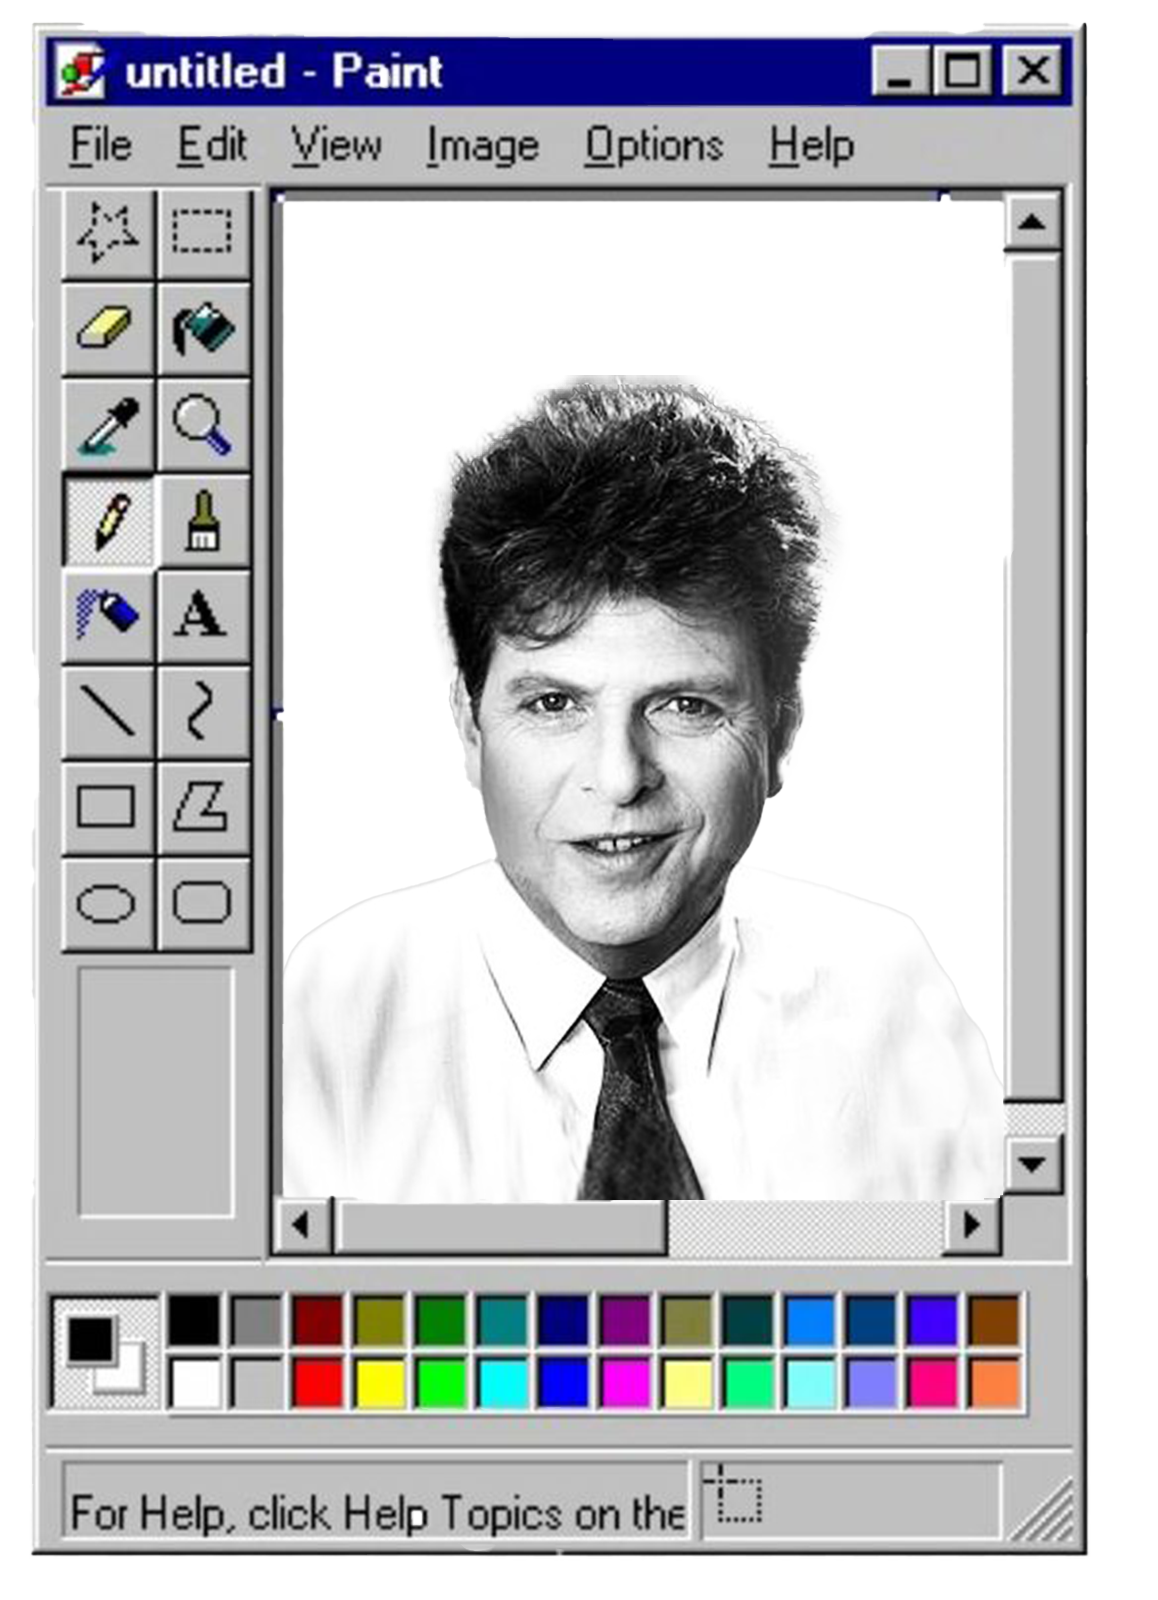 untitled - Paint
File Edit View Image Options Help
A
For Help, click Help Topics on the